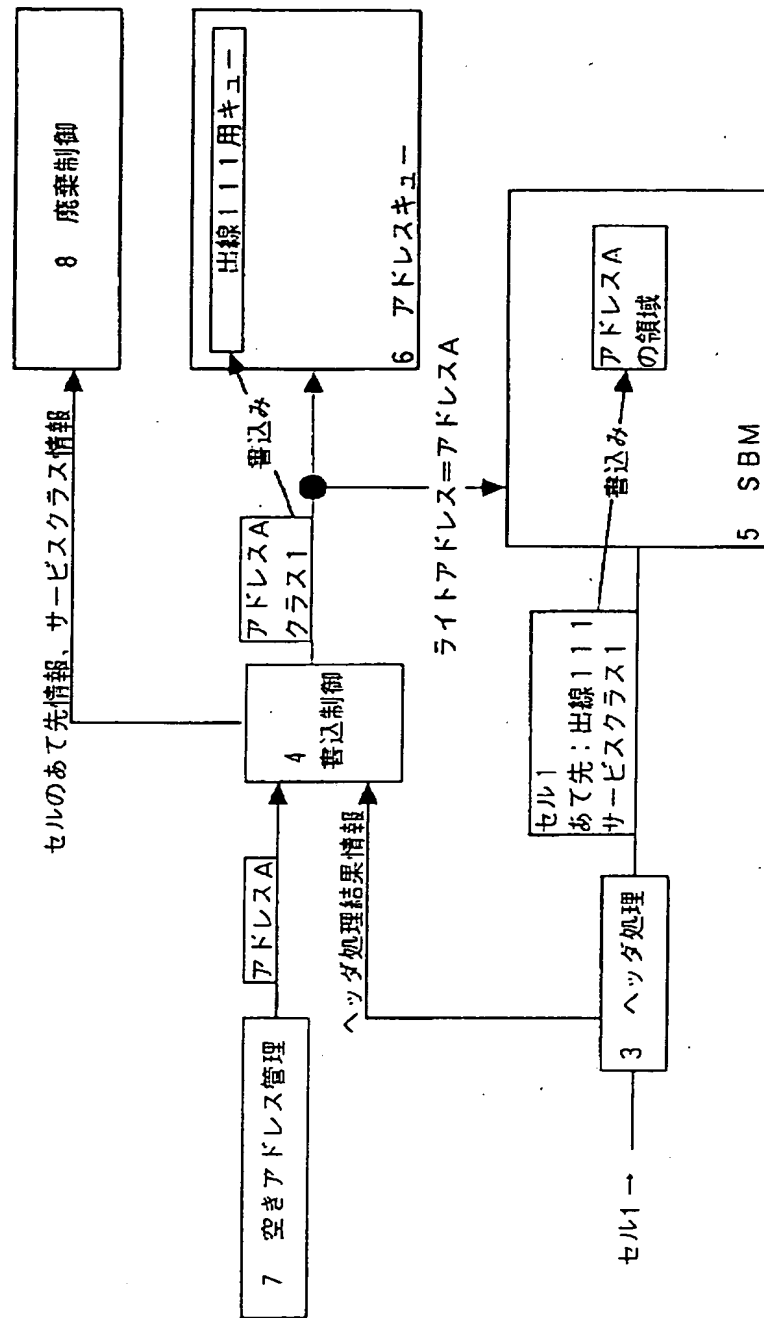 セルのあて先情報、サービスクラス情報
8 廃棄制御
7 空きアドレス管理
アドレスA
4
書込制御
アドレスA
クラス1
書込み
出線111用キュー
6 アドレスキュー
ヘッダ処理結果情報
ライトアドレス=アドレスA
セル1→
3 ヘッダ処理
セル1
あて先:出線111
サービスクラス1
書込み
アドレスA
の領域
5 SBM